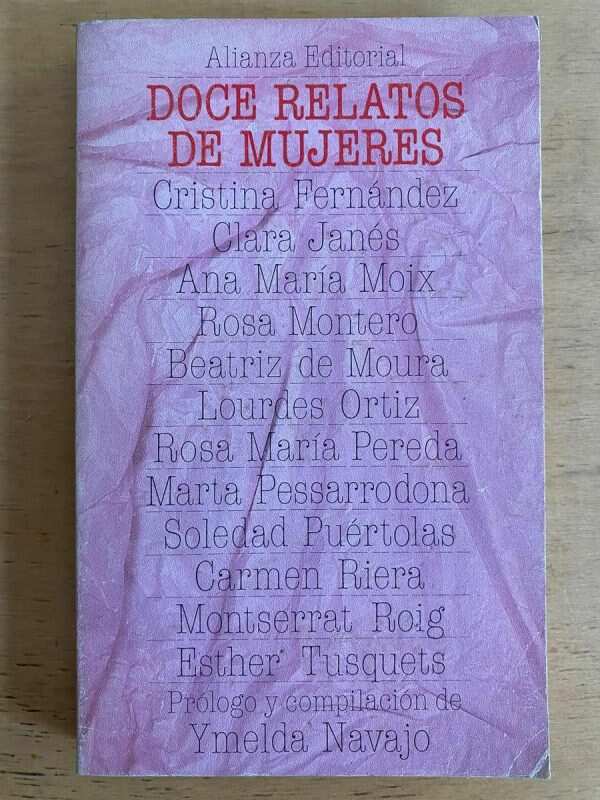 Alianza Editorial
DOCE RELATOS
DE MUJERES
Cristina Fernández
Clara Janés
Ana María Moix
Rosa Montero
Beatriz de Moura
Lourdes Ortiz
Rosa María Pereda
Marta Pessarrodona
Soledad Puértolas
Carmen Riera
Montserrat Roig
Esther Tusquets
Prólogo y compilación de
Ymelda Navajo